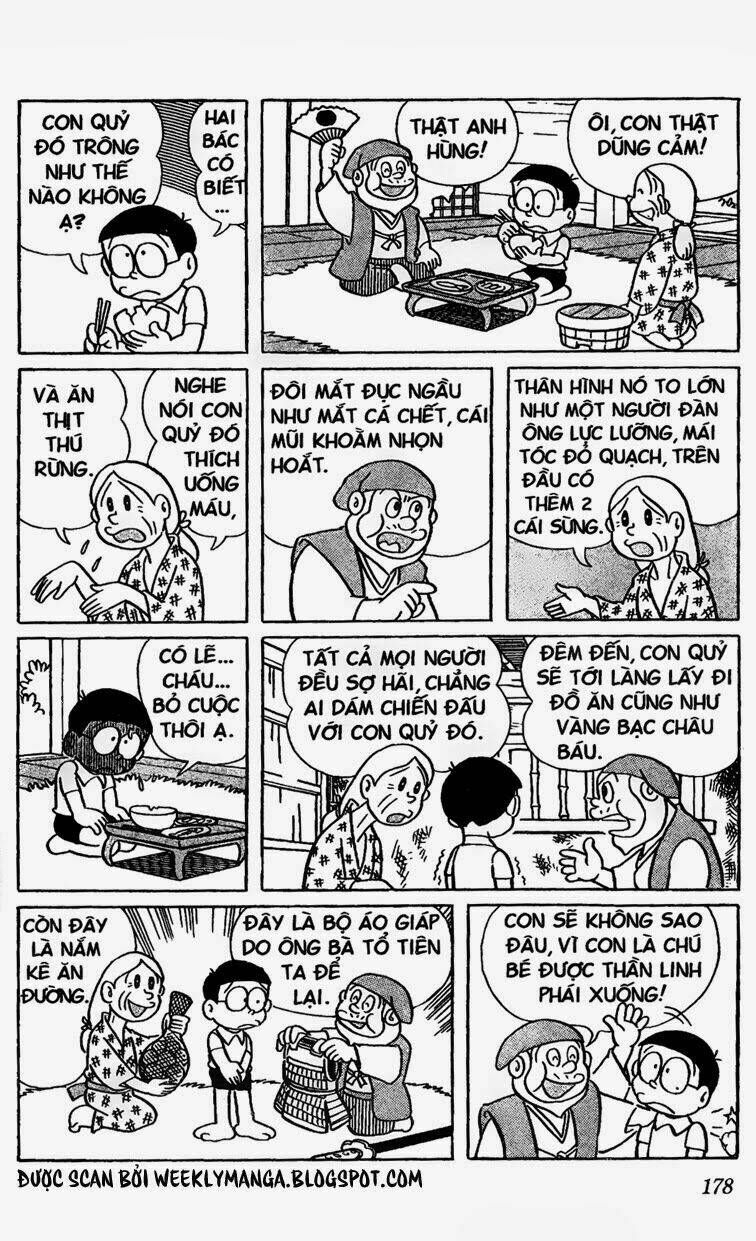 ÔI, CON THẬT
DŨNG CẢM!
THẬT ANH
HÙNG!
HAI
BÁC
CÓ
BIẾT
...
CON QUỶ
ĐÓ TRÔNG
NHƯ THẾ
NÀO KHÔNG
Ạ?
THÂN HÌNH NÓ TO LỚN
NHƯ MỘT NGƯỜI ĐÀN
ÔNG LỰC LƯỠNG, MÁI
TÓC ĐỎ QUẠCH, TRÊN
ĐẦU CÓ
THÊM 2
CÁI SỪNG.
ĐÔI MẮT ĐỤC NGẦU
NHƯ MẮT CÁ CHẾT, CÁI
MŨI KHOẰM NHỌN
HOẮT.
NGHE
NÓI CON
QUỶ ĐÓ
THÍCH
UỐNG
MÁU,
VÀ ĂN
THỊT
THÚ
RỪNG.
ĐÊM ĐẾN, CON QUỶ
SẼ TỚI LÀNG LẤY ĐI
ĐỒ ĂN CŨNG NHƯ
VÀNG BẠC CHÂU
BÁU.
TẤT CẢ MỌI NGƯỜI
ĐỀU SỢ HÃI, CHẲNG
AI DÁM CHIẾN ĐẤU
VỚI CON QUỶ ĐÓ.
CÓ LẼ...
CHÁU...
BỎ CUỘC
THÔI Ạ.
CON SẼ KHÔNG SAO
ĐÂU, VÌ CON LÀ CHÚ
BÉ ĐƯỢC THẦN LINH
PHÁI XUỐNG!
ĐÂY LÀ BỘ ÁO GIÁP
DO ÔNG BÀ TỔ TIÊN
TA ĐỂ
LẠI.
CÒN ĐÂY
LÀ NẮM
KÊ ĂN
ĐƯỜNG.
ĐƯỢC SCAN BỞI WEEKLYMANGA.BLOGSPOT.COM
178